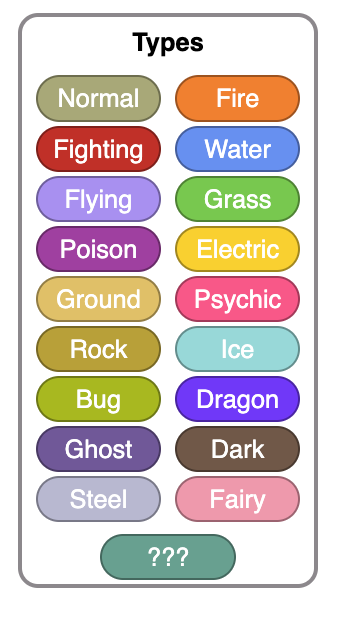 Types
Normal Fire
Fighting Water
Flying Grass
Poison Electric
Ground Psychic
Rock Ice
Bug Dragon
Ghost Dark
Steel Fairy
???